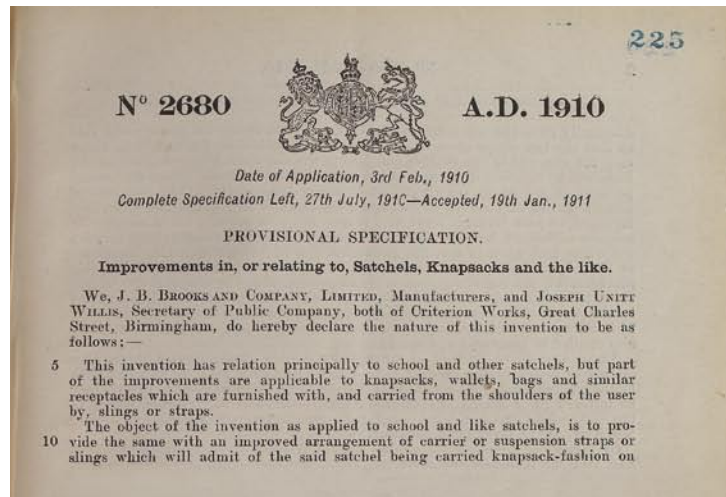 225
Nº 2680
A.D. 1910
Date of Application, 3rd Feb., 1910
Complete Specification Left, 27th July, 1910—Accepted, 19th Jan., 1911
PROVISIONAL SPECIFICATION.
Improvements in, or relating to, Satchels, Knapsacks and the like.
We, J. B. BROOKS AND COMPANY, LIMITED, Manufacturers, and JOSEPH UNITT
WILLIS, Secretary of Public Company, both of Criterion Works, Great Charles
Street, Birmingham, do hereby declare the nature of this invention to be as
follows:—
5 This invention has relation principally to school and other satchels, but part
of the improvements are applicable to knapsacks, wallets, bags and similar
receptacles which are furnished with, and carried from the shoulders of the user
by, slings or straps.
The object of the invention as applied to school and like satchels, is to pro-
10 vide the same with an improved arrangement of carrier or suspension straps or
slings which will admit of the said satchel being carried knapsack-fashion on